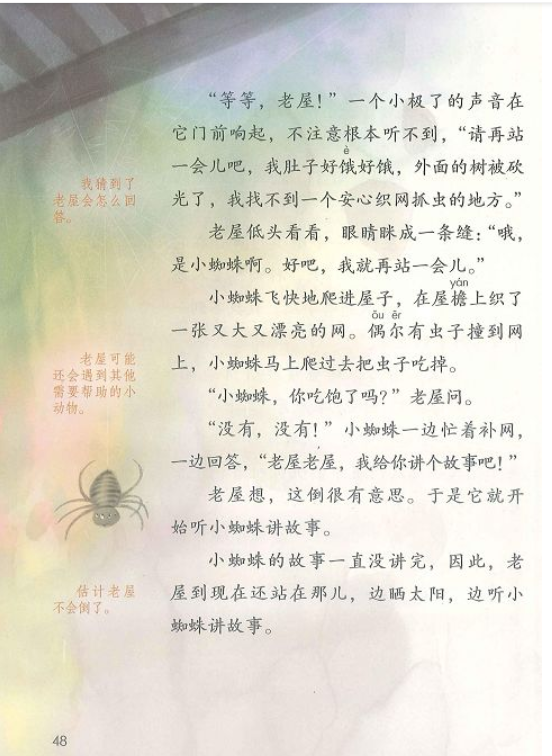 “等等，老屋！”一个小极了的声音在
它门前响起，不注意根本听不到，“请再站
è
一会儿吧，我肚子好饿好饿，外面的树被砍
光了，我找不到一个安心织网抓虫的地方。”
老屋低头看看，眼睛眯成一条缝：“哦，
是小蜘蛛啊。好吧，我就再站一会儿。”
yán
小蜘蛛飞快地爬进屋子，在屋檐上织了
ǒu ěr
一张又大又漂亮的网。偶尔有虫子撞到网
上，小蜘蛛马上爬过去把虫子吃掉。
“小蜘蛛，你吃饱了吗？”老屋问。
“没有，没有！”小蜘蛛一边忙着补网，
一边回答，“老屋老屋，我给你讲个故事吧！”
老屋想，这倒很有意思。于是它就开
始听小蜘蛛讲故事。
小蜘蛛的故事一直没讲完，因此，老
屋到现在还站在那儿，边晒太阳，边听小
蜘蛛讲故事。
我猜到了
老屋会怎么回
答。
老屋可能
还会遇到其他
需要帮助的小
动物。
估计老屋
不会倒了。
48